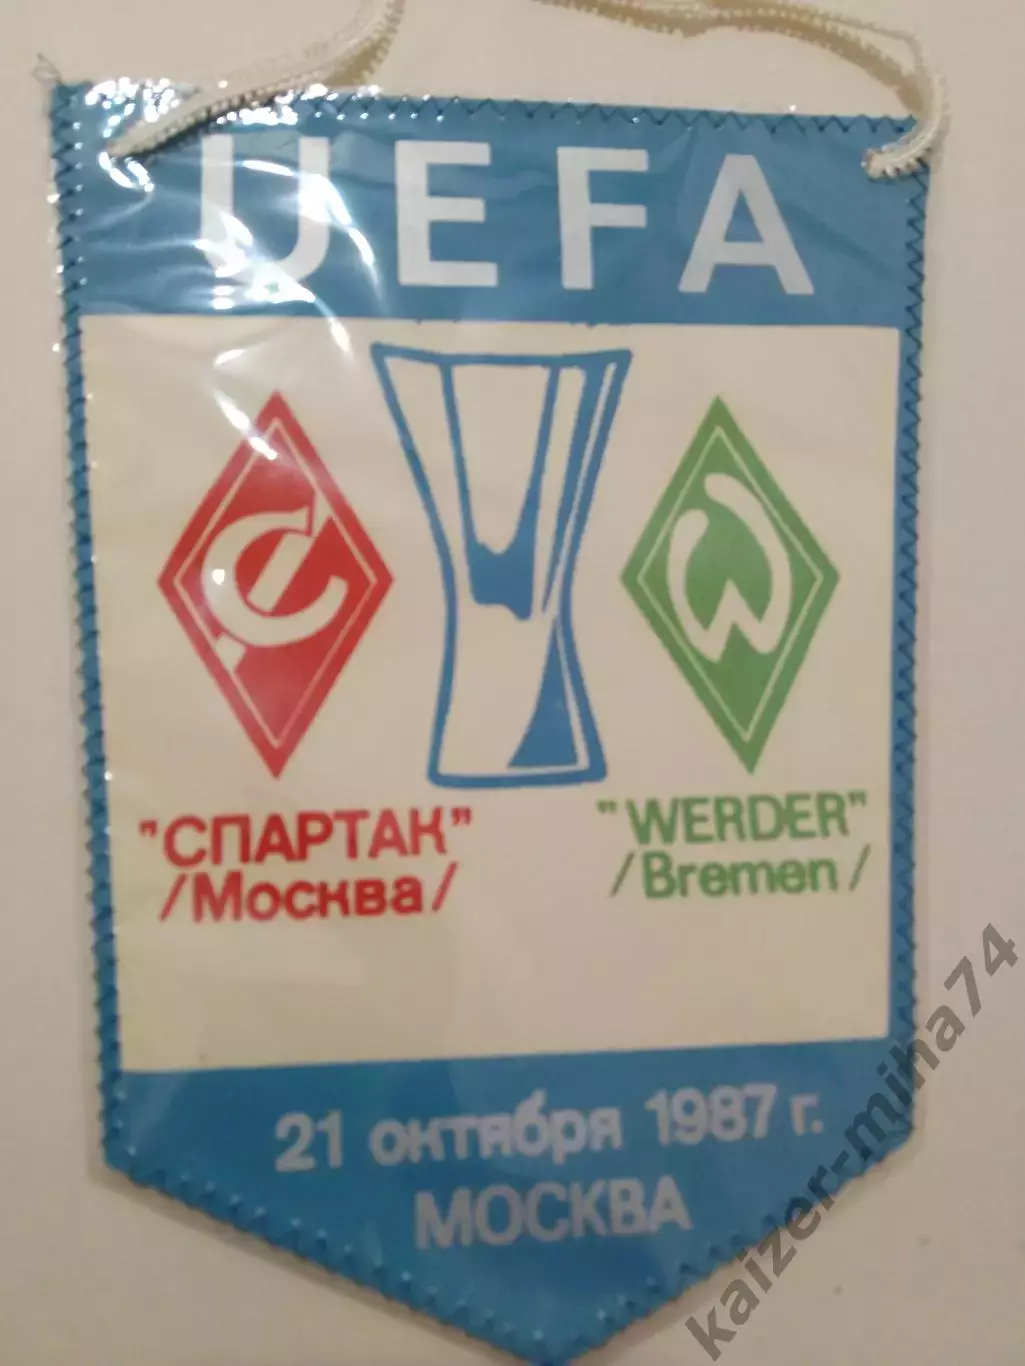 UEFA
"СПАРТАК"
/Москва/
"WERDER"
/Bremen/
21 октября 1987 г.
МОСКВА
kaizer-miha74